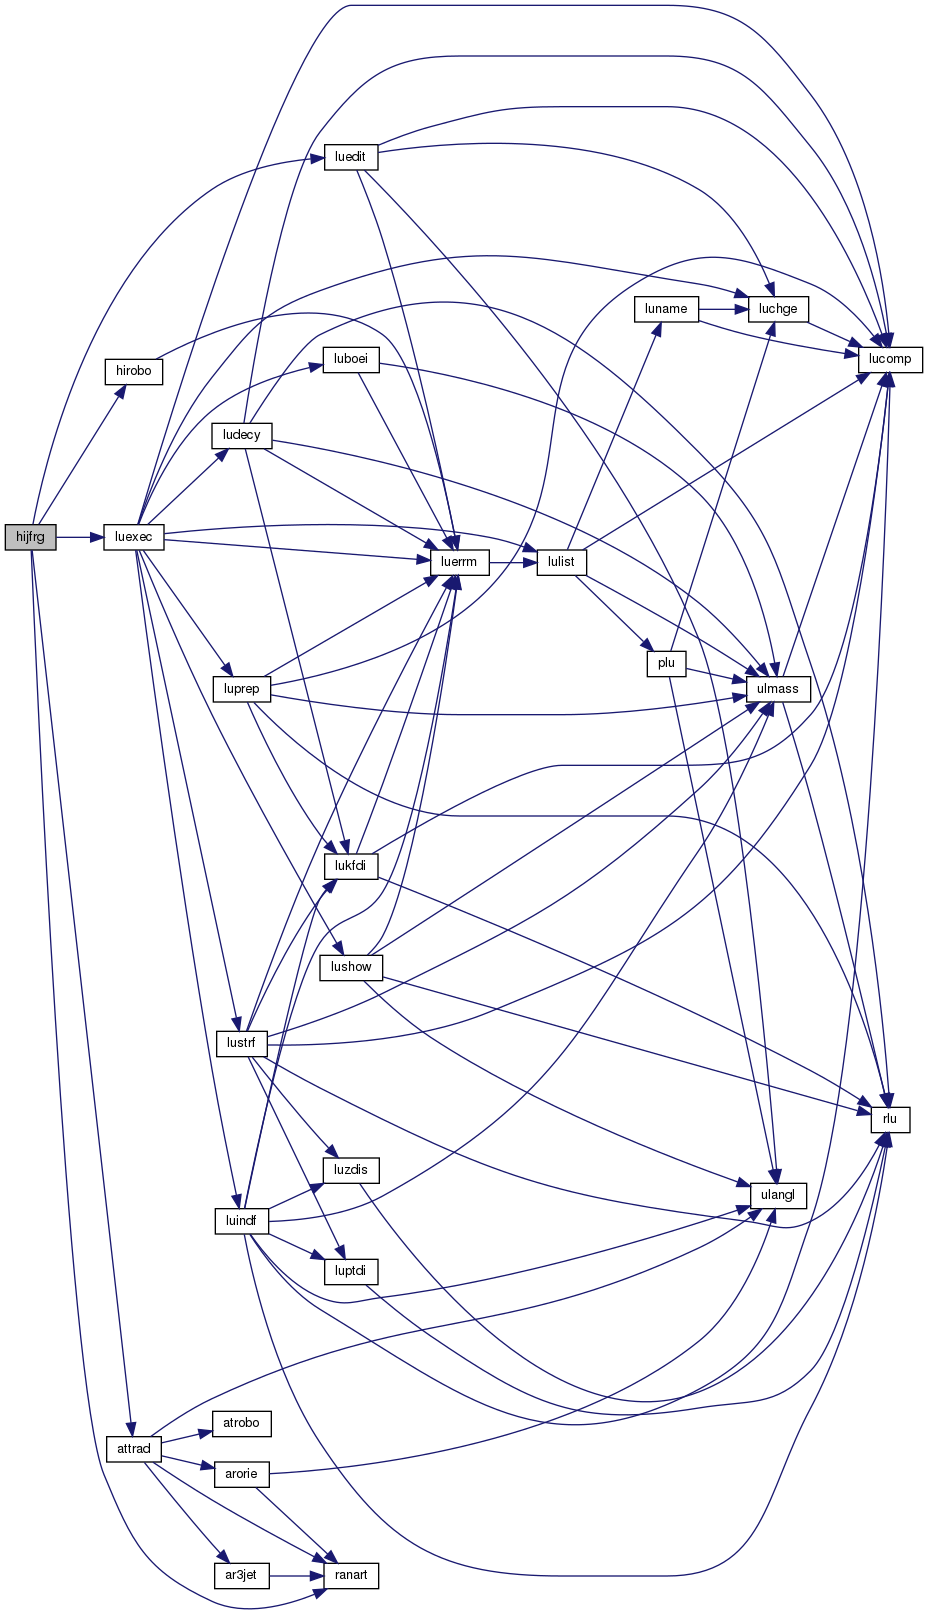 luedit
luname
luchge
lucomp
hirobo
luboei
ludecy
hijfrg
luexec
luerrm
lulist
plu
luprep
ulmass
lukfdi
lushow
lustrf
rlu
luzdis
ulangl
luindf
luptdi
atrobo
attrad
arorie
ar3jet
ranart